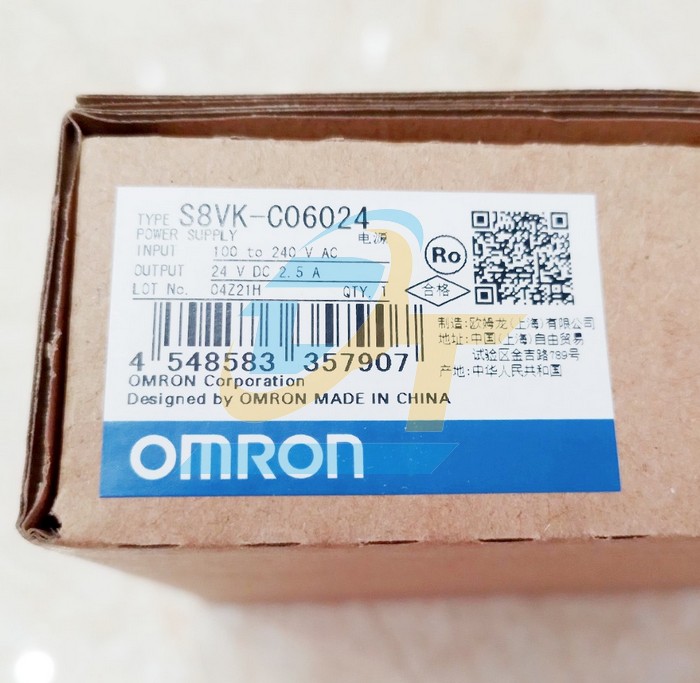 TYPE S8VK-C06024
POWER SUPPLY 电源
INPUT 100 to 240 V AC
OUTPUT 24 V DC 2.5 A
LOT No. 04Z21H QTY. 1
Ro
合格
4 548583 357907
OMRON Corporation
Designed by OMRON MADE IN CHINA
制造:欧姆龙(上海)有限公司
地址:中国(上海)自由贸易
试验区金吉路789号
产地:中华人民共和国
OMRON